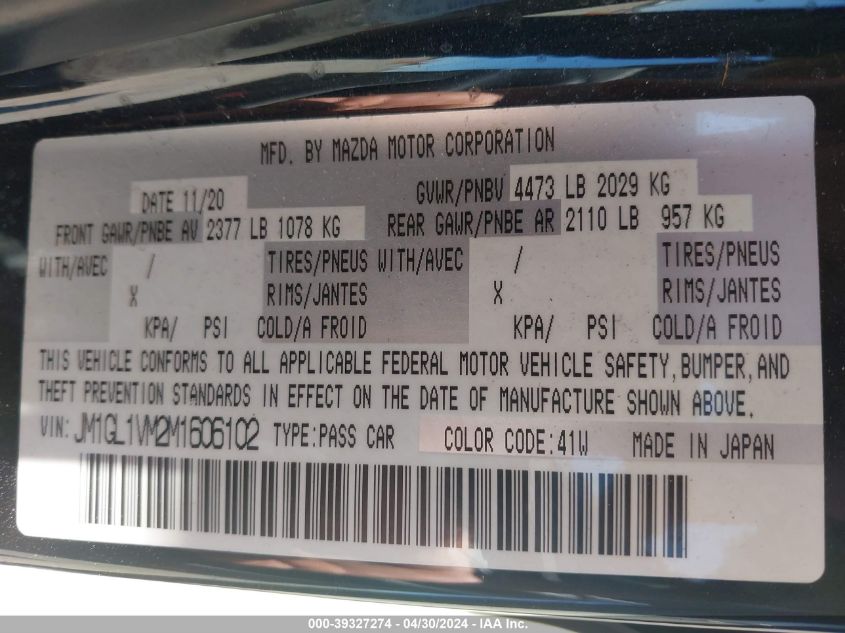 MFD. BY MAZDA MOTOR CORPORATION
DATE 11/20 GVWR/PNBV 4473 LB 2029 KG
FRONT GAWR/PNBE AV 2377 LB 1078 KG REAR GAWR/PNBE AR 2110 LB 957 KG
WITH/AVEC / TIRES/PNEUS WITH/AVEC / TIRES/PNEUS
X RIMS/JANTES X RIMS/JANTES
KPA/ PSI COLD/A FROID KPA/ PSI COLD/A FROID
THIS VEHICLE CONFORMS TO ALL APPLICABLE FEDERAL MOTOR VEHICLE SAFETY, BUMPER, AND
THEFT PREVENTION STANDARDS IN EFFECT ON THE DATE OF MANUFACTURE SHOWN ABOVE.
VIN: JM1GL1VM2M1606102 TYPE:PASS CAR COLOR CODE:41W MADE IN JAPAN
000-39327274 - 04/30/2024 - IAA Inc.